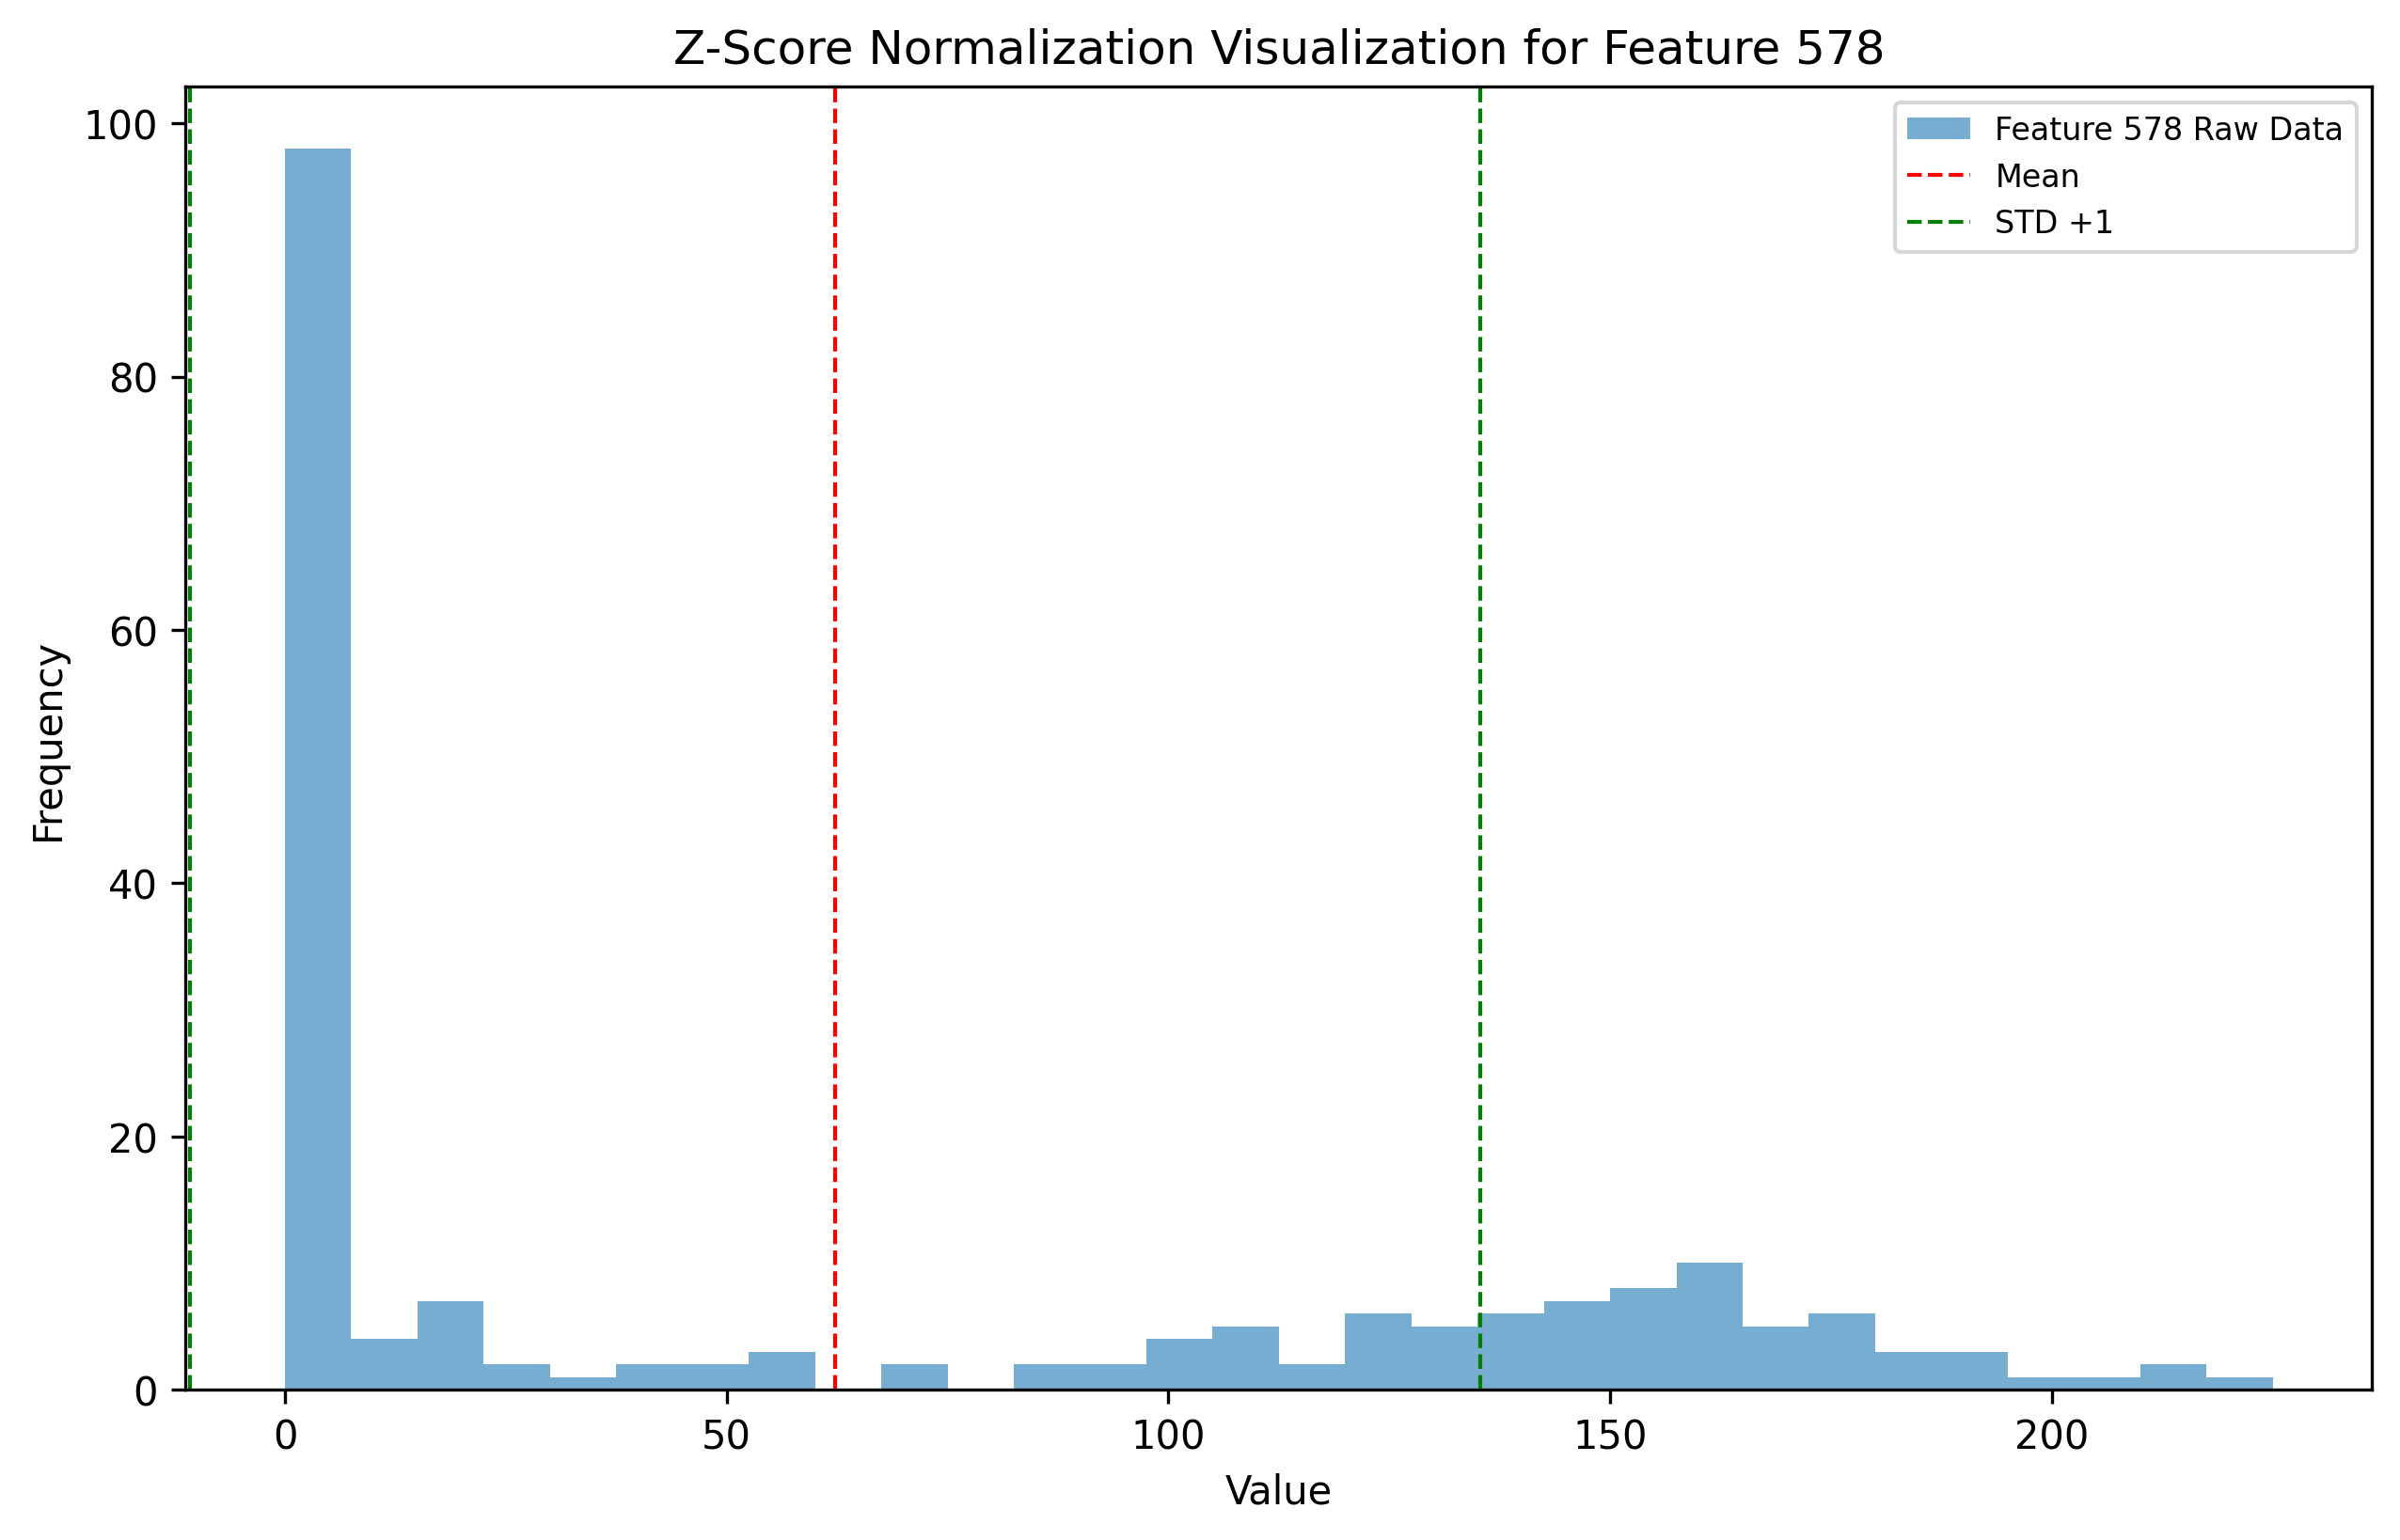 Z-Score Normalization Visualization for Feature 578
Feature 578 Raw Data
Mean
STD +1
100
80
60
40
20
0
Frequency
0 50 100 150 200
Value